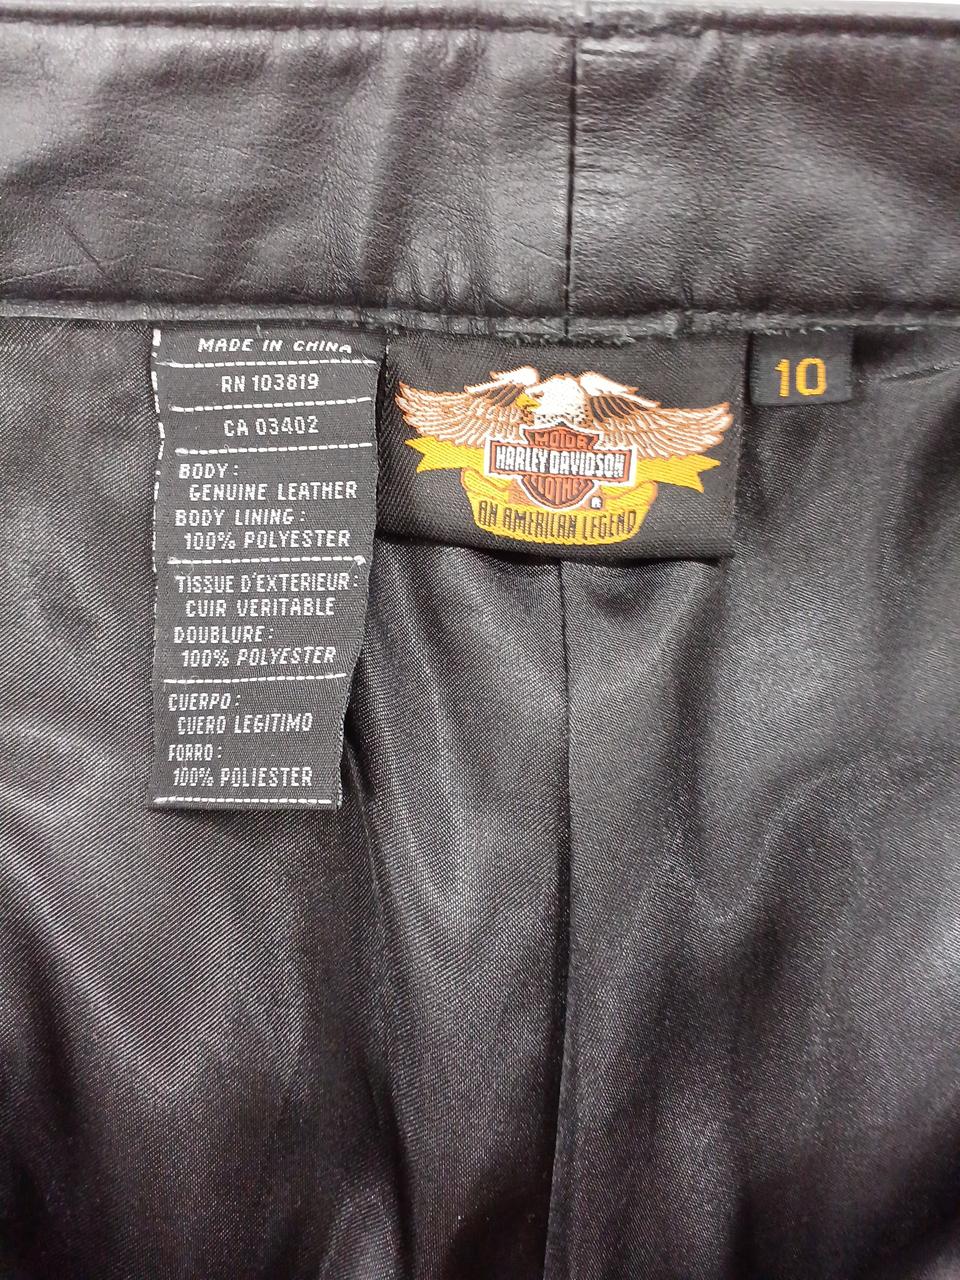 MADE IN CHINA
RN 103819
CA 03402
BODY:
GENUINE LEATHER
BODY LINING:
100% POLYESTER
TISSUE D'EXTERIEUR:
CUIR VERITABLE
DOUBLURE:
100% POLYESTER
CUERPO:
CUERO LEGITIMO
FORRO:
100% POLIESTER
MOTOR
HARLEY-DAVIDSON
CLOTHES
®
AN AMERICAN LEGEND
10